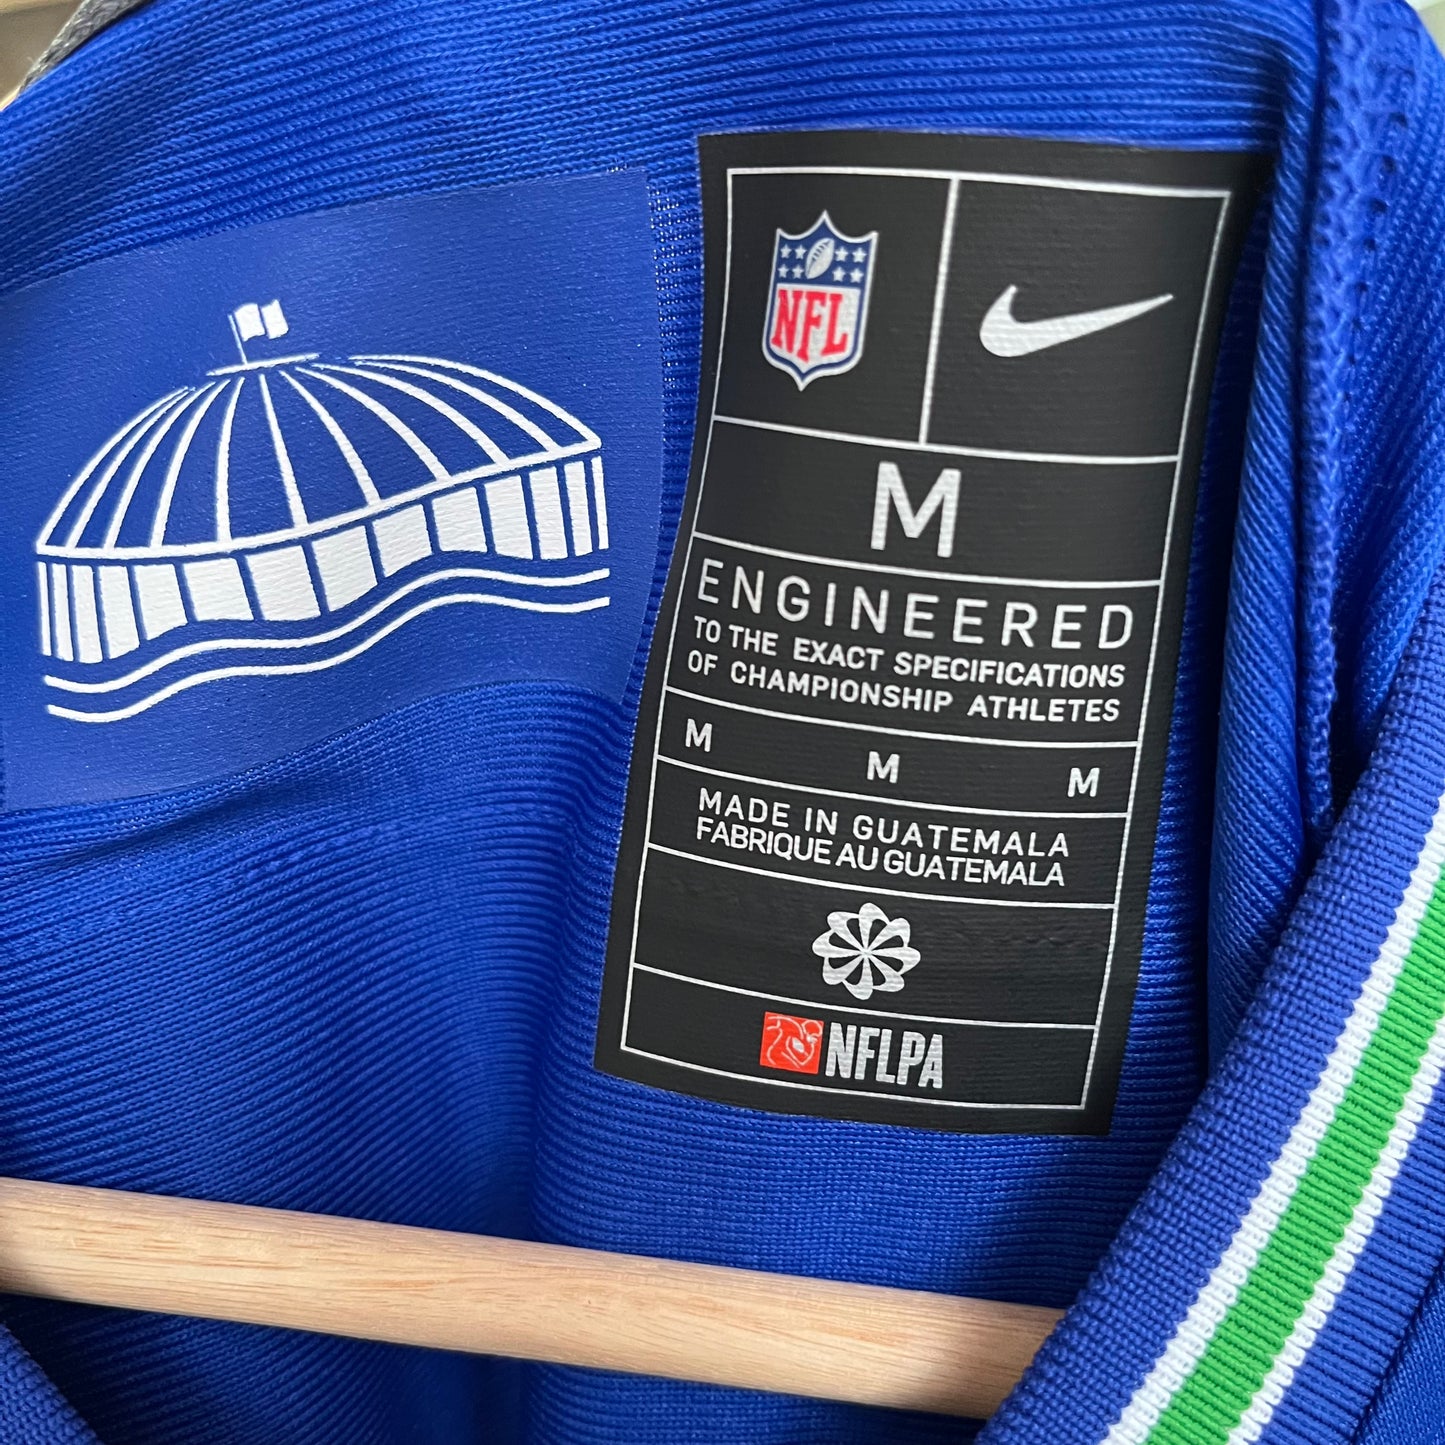 NFL
M
ENGINEERED
TO THE EXACT SPECIFICATIONS
OF CHAMPIONSHIP ATHLETES
M M M
MADE IN GUATEMALA
FABRIQUE AU GUATEMALA
NFLPA